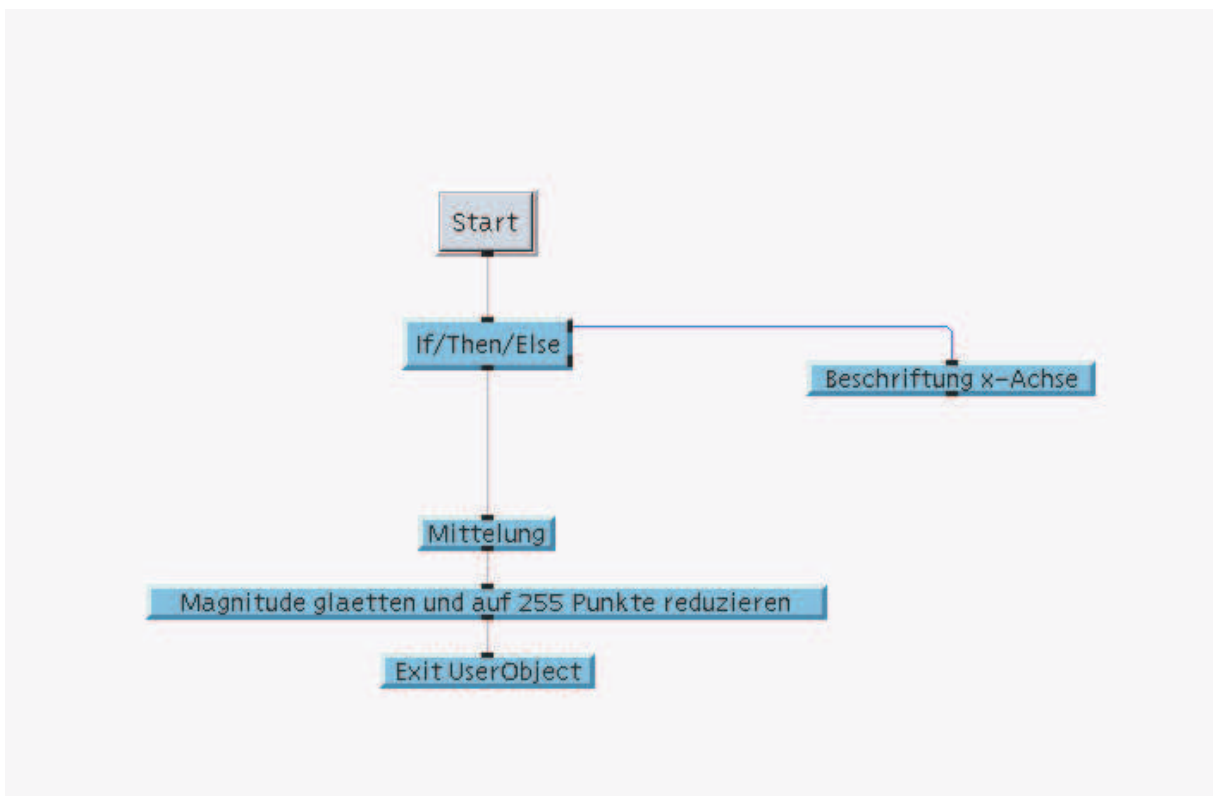 Start
If/Then/Else
Beschriftung x-Achse
Mittelung
Magnitude glaetten und auf 255 Punkte reduzieren
Exit UserObject